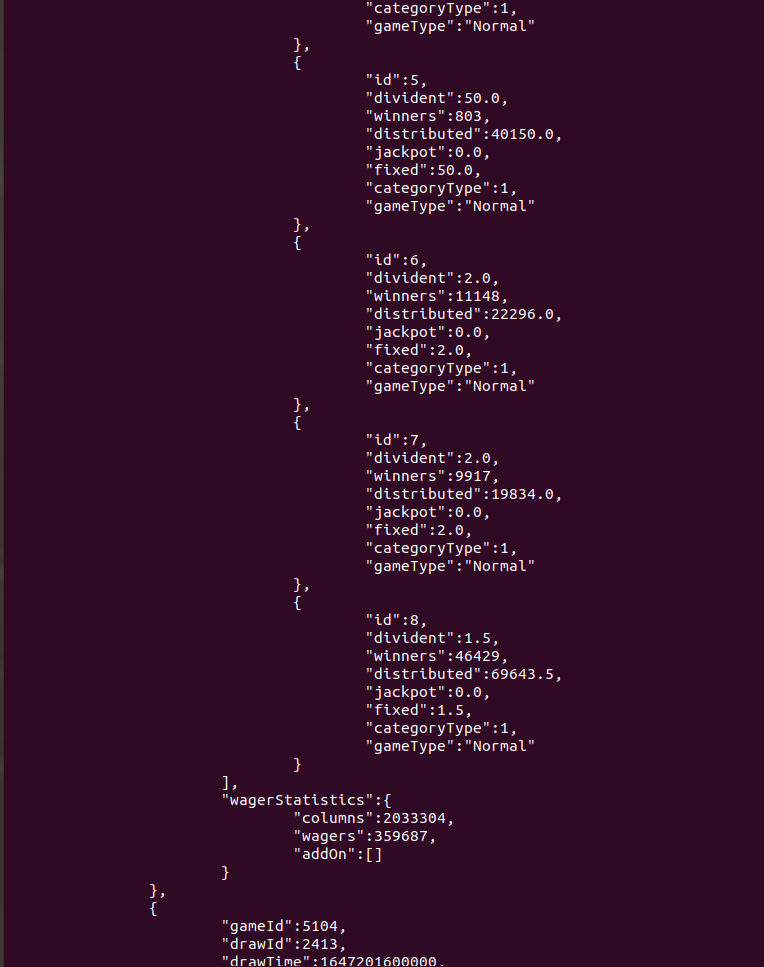 "categoryType":1,
"gameType":"Normal"
},
{
"id":5,
"divident":50.0,
"winners":803,
"distributed":40150.0,
"jackpot":0.0,
"fixed":50.0,
"categoryType":1,
"gameType":"Normal"
},
{
"id":6,
"divident":2.0,
"winners":11148,
"distributed":22296.0,
"jackpot":0.0,
"fixed":2.0,
"categoryType":1,
"gameType":"Normal"
},
{
"id":7,
"divident":2.0,
"winners":9917,
"distributed":19834.0,
"jackpot":0.0,
"fixed":2.0,
"categoryType":1,
"gameType":"Normal"
},
{
"id":8,
"divident":1.5,
"winners":46429,
"distributed":69643.5,
"jackpot":0.0,
"fixed":1.5,
"categoryType":1,
"gameType":"Normal"
}
],
"wagerStatistics":{
"columns":2033304,
"wagers":359687,
"addOn":[]
}
},
{
"gameId":5104,
"drawId":2413,
"drawTime":1647201600000,